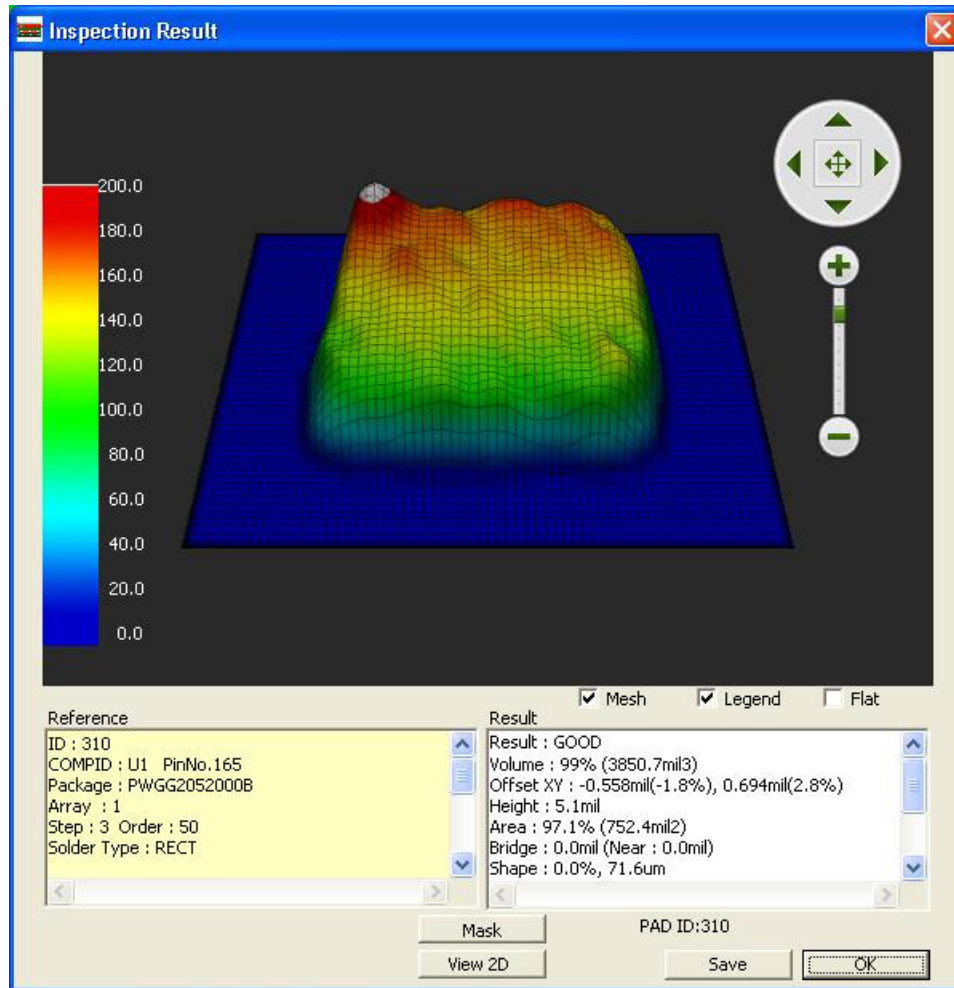 Inspection Result
200.0
180.0
160.0
140.0
120.0
100.0
80.0
60.0
40.0
20.0
0.0
Mesh
Legend
Flat
Reference
ID : 310
COMPID : U1 PinNo.165
Package : PWGG2052000B
Array : 1
Step : 3 Order : 50
Solder Type : RECT
Result
Result : GOOD
Volume : 99% (3850.7mil3)
Offset XY : -0.558mil(-1.8%), 0.694mil(2.8%)
Height : 5.1mil
Area : 97.1% (752.4mil2)
Bridge : 0.0mil (Near : 0.0mil)
Shape : 0.0%, 71.6um
Mask
PAD ID:310
View 2D
Save
OK